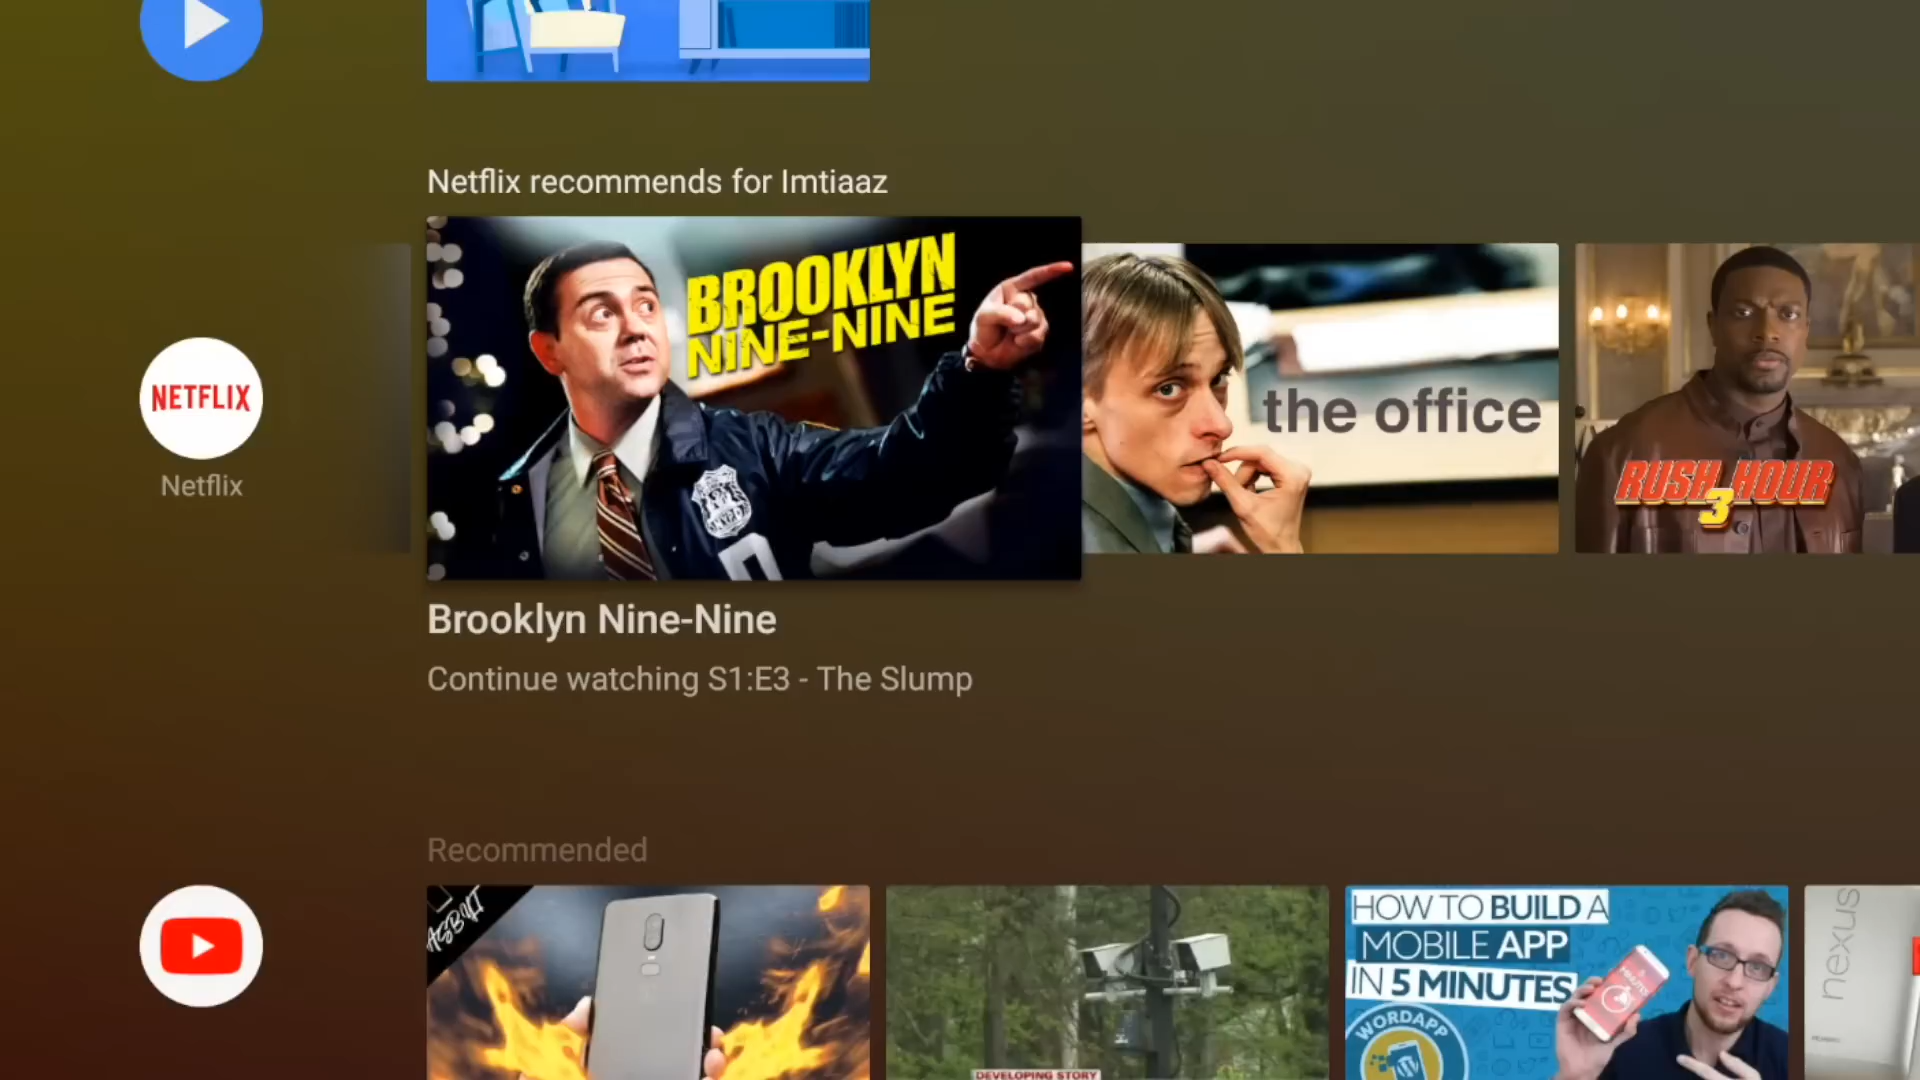 Netflix recommends for Imtiaaz
BROOKLYN
NINE-NINE
the office
RUSH HOUR
3
NETFLIX
Netflix
Brooklyn Nine-Nine
Continue watching S1:E3 - The Slump
Recommended
HOW TO BUILD A
MOBILE APP
IN 5 MINUTES
WORDAPP
nexus
DEVELOPING STORY